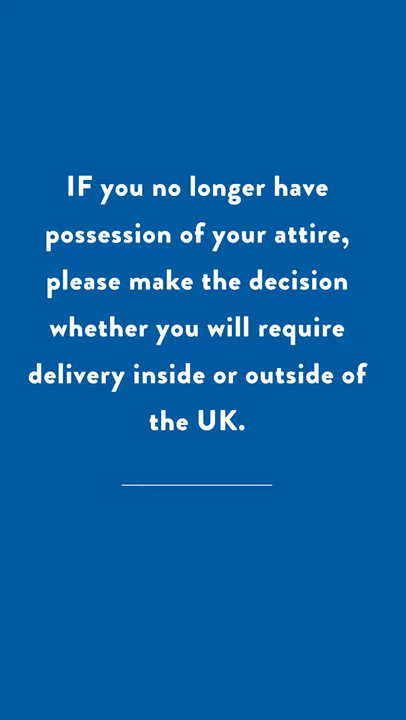 IF you no longer have
possession of your attire,
please make the decision
whether you will require
delivery inside or outside of
the UK.